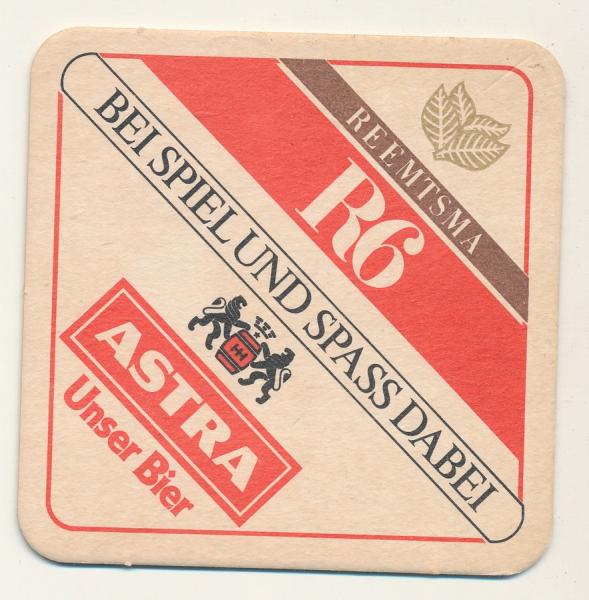 REEMTSMA
R6
BEI SPIEL UND SPASS DABEI
ASTRA
Unser Bier